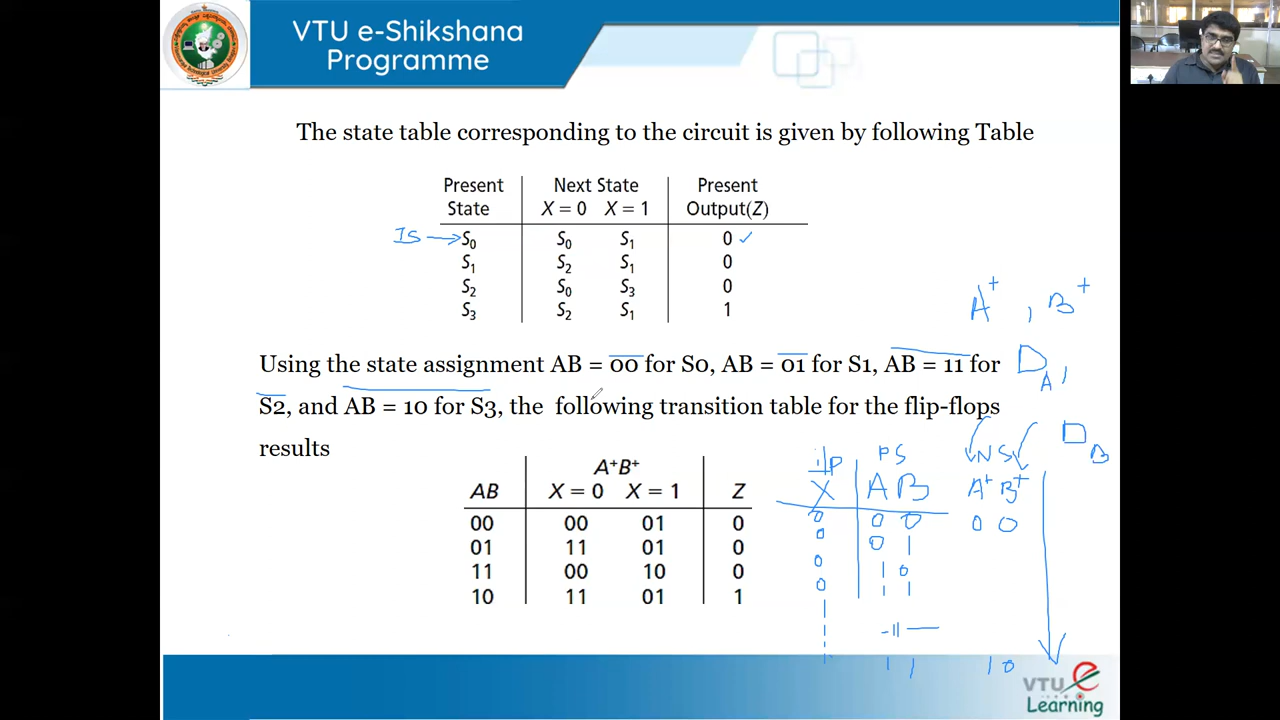 VTU e-Shikshana
Programme
The state table corresponding to the circuit is given by following Table
Present Next State Present
State X = 0 X = 1 Output(Z)
IS → S0 S0 S1 0 ✓
S1 S2 S1 0
S2 S0 S3 0
S3 S2 S1 1
A+ , B+
Using the state assignment AB = 00 for S0, AB = 01 for S1, AB = 11 for
DA,
S2, and AB = 10 for S3, the following transition table for the flip-flops
results
DB
A+B+
AB X = 0 X = 1 Z
00 00 01 0
01 11 01 0
11 00 10 0
10 11 01 1
i/p PS NS
X A B A+ B+
0 0 0 0 0
0 0 1
0 1 0
0 1 1
1
-11-
1 1 1 0
VTU e
Learning